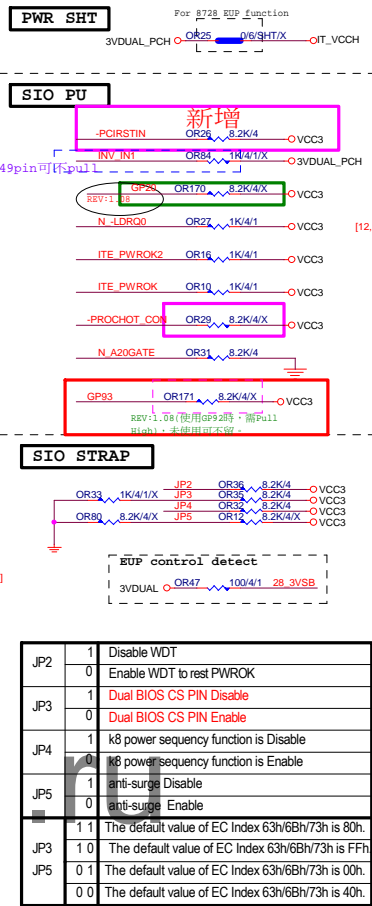 PWR SHT
For 8728 EUP function
3VDUAL_PCH OR25 0/6/SHT/X IT_VCCH
SIO PU
新增
-PCIRSTIN OR26 8.2K/4 VCC3
INV_IN1 OR84 1K/4/1/X 3VDUAL_PCH
49pin可不pull
GP20 OR170 8.2K/4/X VCC3
REV:1.08
N_-LDRQ0 OR27 1K/4/1 VCC3 [12,
ITE_PWROK2 OR16 1K/4/1 VCC3
ITE_PWROK OR10 1K/4/1 VCC3
-PROCHOT_CON OR29 8.2K/4/X VCC3
N_A20GATE OR31 8.2K/4
GP93 OR171 8.2K/4/X VCC3
REV:1.08(使用GP92時，需Pull
High)，未使用可不留。
SIO STRAP
JP2 OR36 8.2K/4 VCC3
OR33 1K/4/1/X JP3 OR35 8.2K/4 VCC3
JP4 OR32 8.2K/4 VCC3
OR80 8.2K/4/X JP5 OR12 8.2K/4/X VCC3
EUP control detect
]
3VDUAL OR47 100/4/1 28_3VSB
JP2 1 Disable WDT
0 Enable WDT to rest PWROK
JP3 1 Dual BIOS CS PIN Disable
0 Dual BIOS CS PIN Enable
JP4 1 k8 power sequency function is Disable
0 k8 power sequency function is Enable
JP5 1 anti-surge Disable
0 anti-surge Enable
JP3 JP5 1 1 The default value of EC Index 63h/6Bh/73h is 80h.
1 0 The default value of EC Index 63h/6Bh/73h is FFh.
0 1 The default value of EC Index 63h/6Bh/73h is 00h.
0 0 The default value of EC Index 63h/6Bh/73h is 40h.
.ru